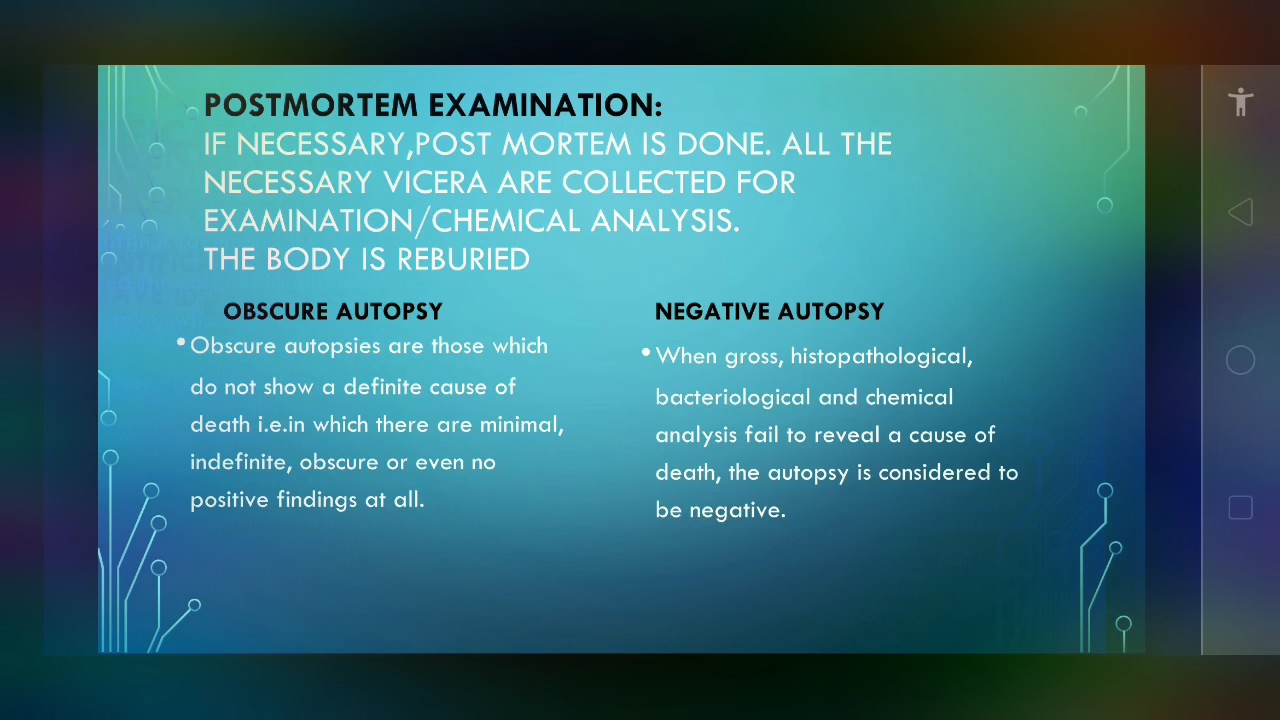 POSTMORTEM EXAMINATION:
IF NECESSARY,POST MORTEM IS DONE. ALL THE
NECESSARY VICERA ARE COLLECTED FOR
EXAMINATION/CHEMICAL ANALYSIS.
THE BODY IS REBURIED
OBSCURE AUTOPSY
• Obscure autopsies are those which
do not show a definite cause of
death i.e.in which there are minimal,
indefinite, obscure or even no
positive findings at all.
NEGATIVE AUTOPSY
• When gross, histopathological,
bacteriological and chemical
analysis fail to reveal a cause of
death, the autopsy is considered to
be negative.